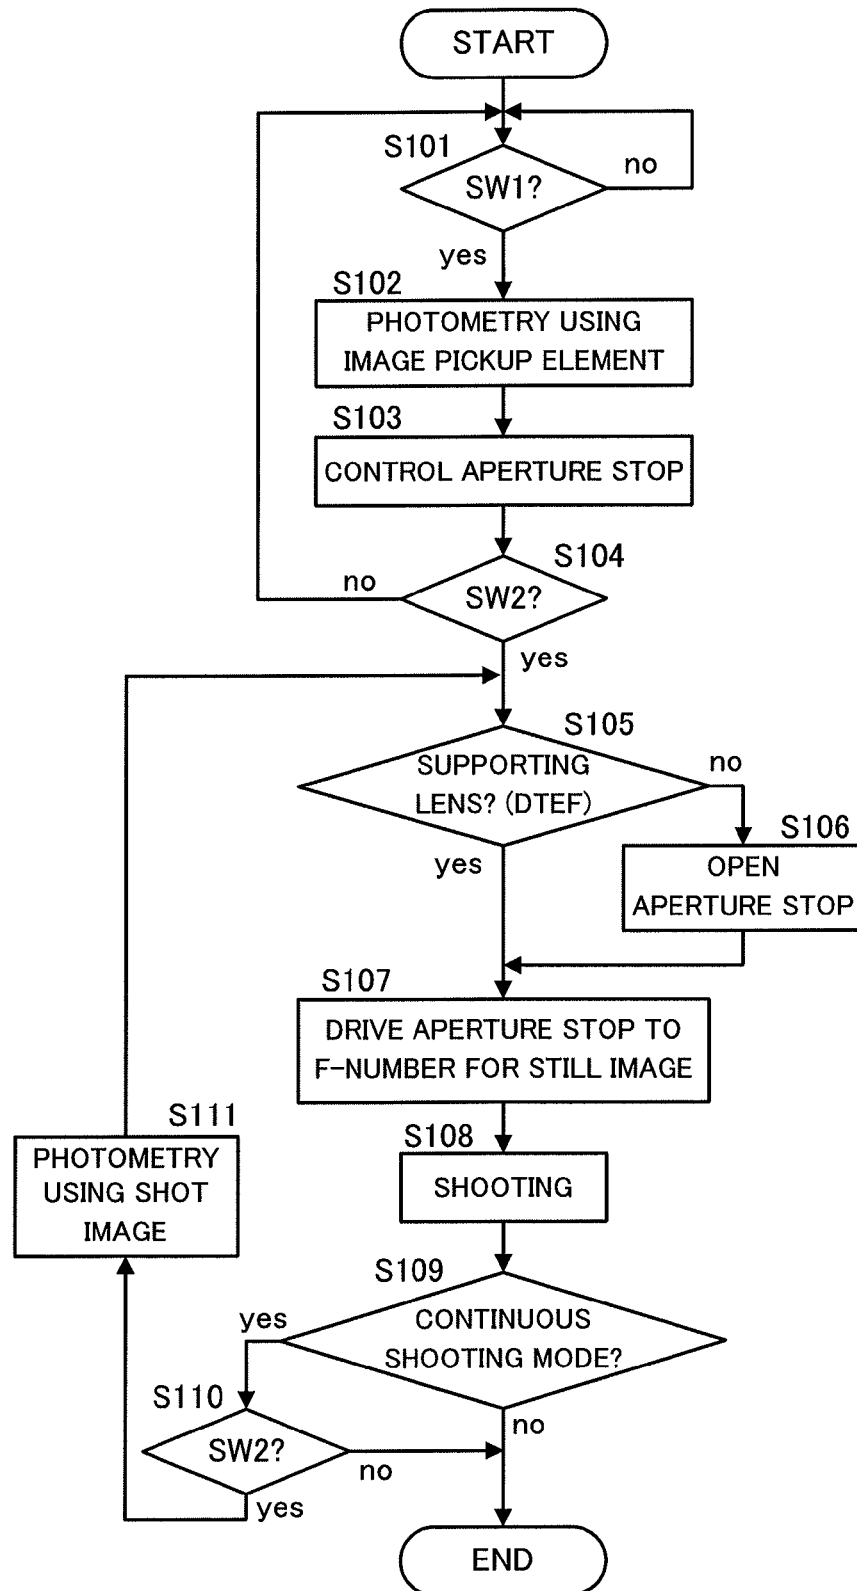 START
S101
SW1?
no
yes
S102
PHOTOMETRY USING
IMAGE PICKUP ELEMENT
S103
CONTROL APERTURE STOP
S104
no
SW2?
yes
S105
SUPPORTING
LENS? (DTEF)
no
yes
S106
OPEN
APERTURE STOP
S107
DRIVE APERTURE STOP TO
F-NUMBER FOR STILL IMAGE
S111
PHOTOMETRY
USING SHOT
IMAGE
S108
SHOOTING
S109
yes
CONTINUOUS
SHOOTING MODE?
S110
no
SW2?
no
yes
END